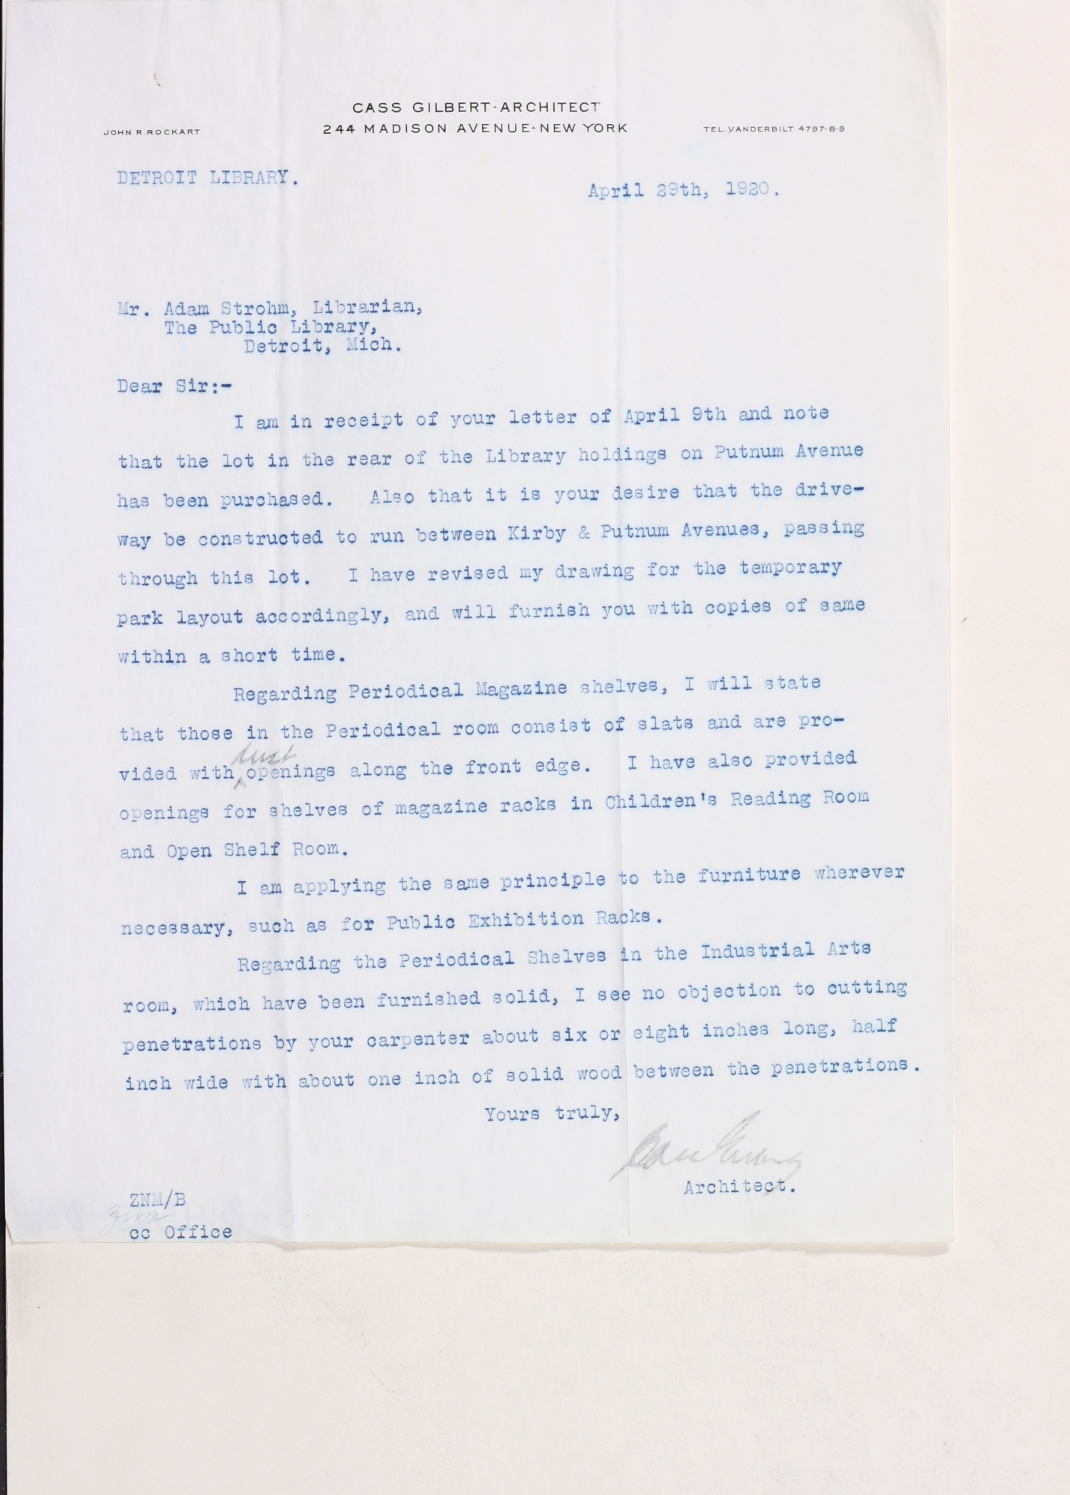 CASS GILBERT·ARCHITECT
JOHN R. ROCKART 244 MADISON AVENUE·NEW YORK TEL. VANDERBILT 4797-8-9
DETROIT LIBRARY.
April 29th, 1920.
Mr. Adam Strohm, Librarian,
The Public Library,
Detroit, Mich.
Dear Sir:-
I am in receipt of your letter of April 9th and note
that the lot in the rear of the Library holdings on Putnum Avenue
has been purchased. Also that it is your desire that the drive-
way be constructed to run between Kirby & Putnum Avenues, passing
through this lot. I have revised my drawing for the temporary
park layout accordingly, and will furnish you with copies of same
within a short time.
Regarding Periodical Magazine shelves, I will state
that those in the Periodical room consist of slats and are pro-
dust
vided with openings along the front edge. I have also provided
openings for shelves of magazine racks in Children's Reading Room
and Open Shelf Room.
I am applying the same principle to the furniture wherever
necessary, such as for Public Exhibition Racks.
Regarding the Periodical Shelves in the Industrial Arts
room, which have been furnished solid, I see no objection to cutting
penetrations by your carpenter about six or eight inches long, half
inch wide with about one inch of solid wood between the penetrations.
Yours truly,
Cass Gilbert
Architect.
ZNM/B
cc Office